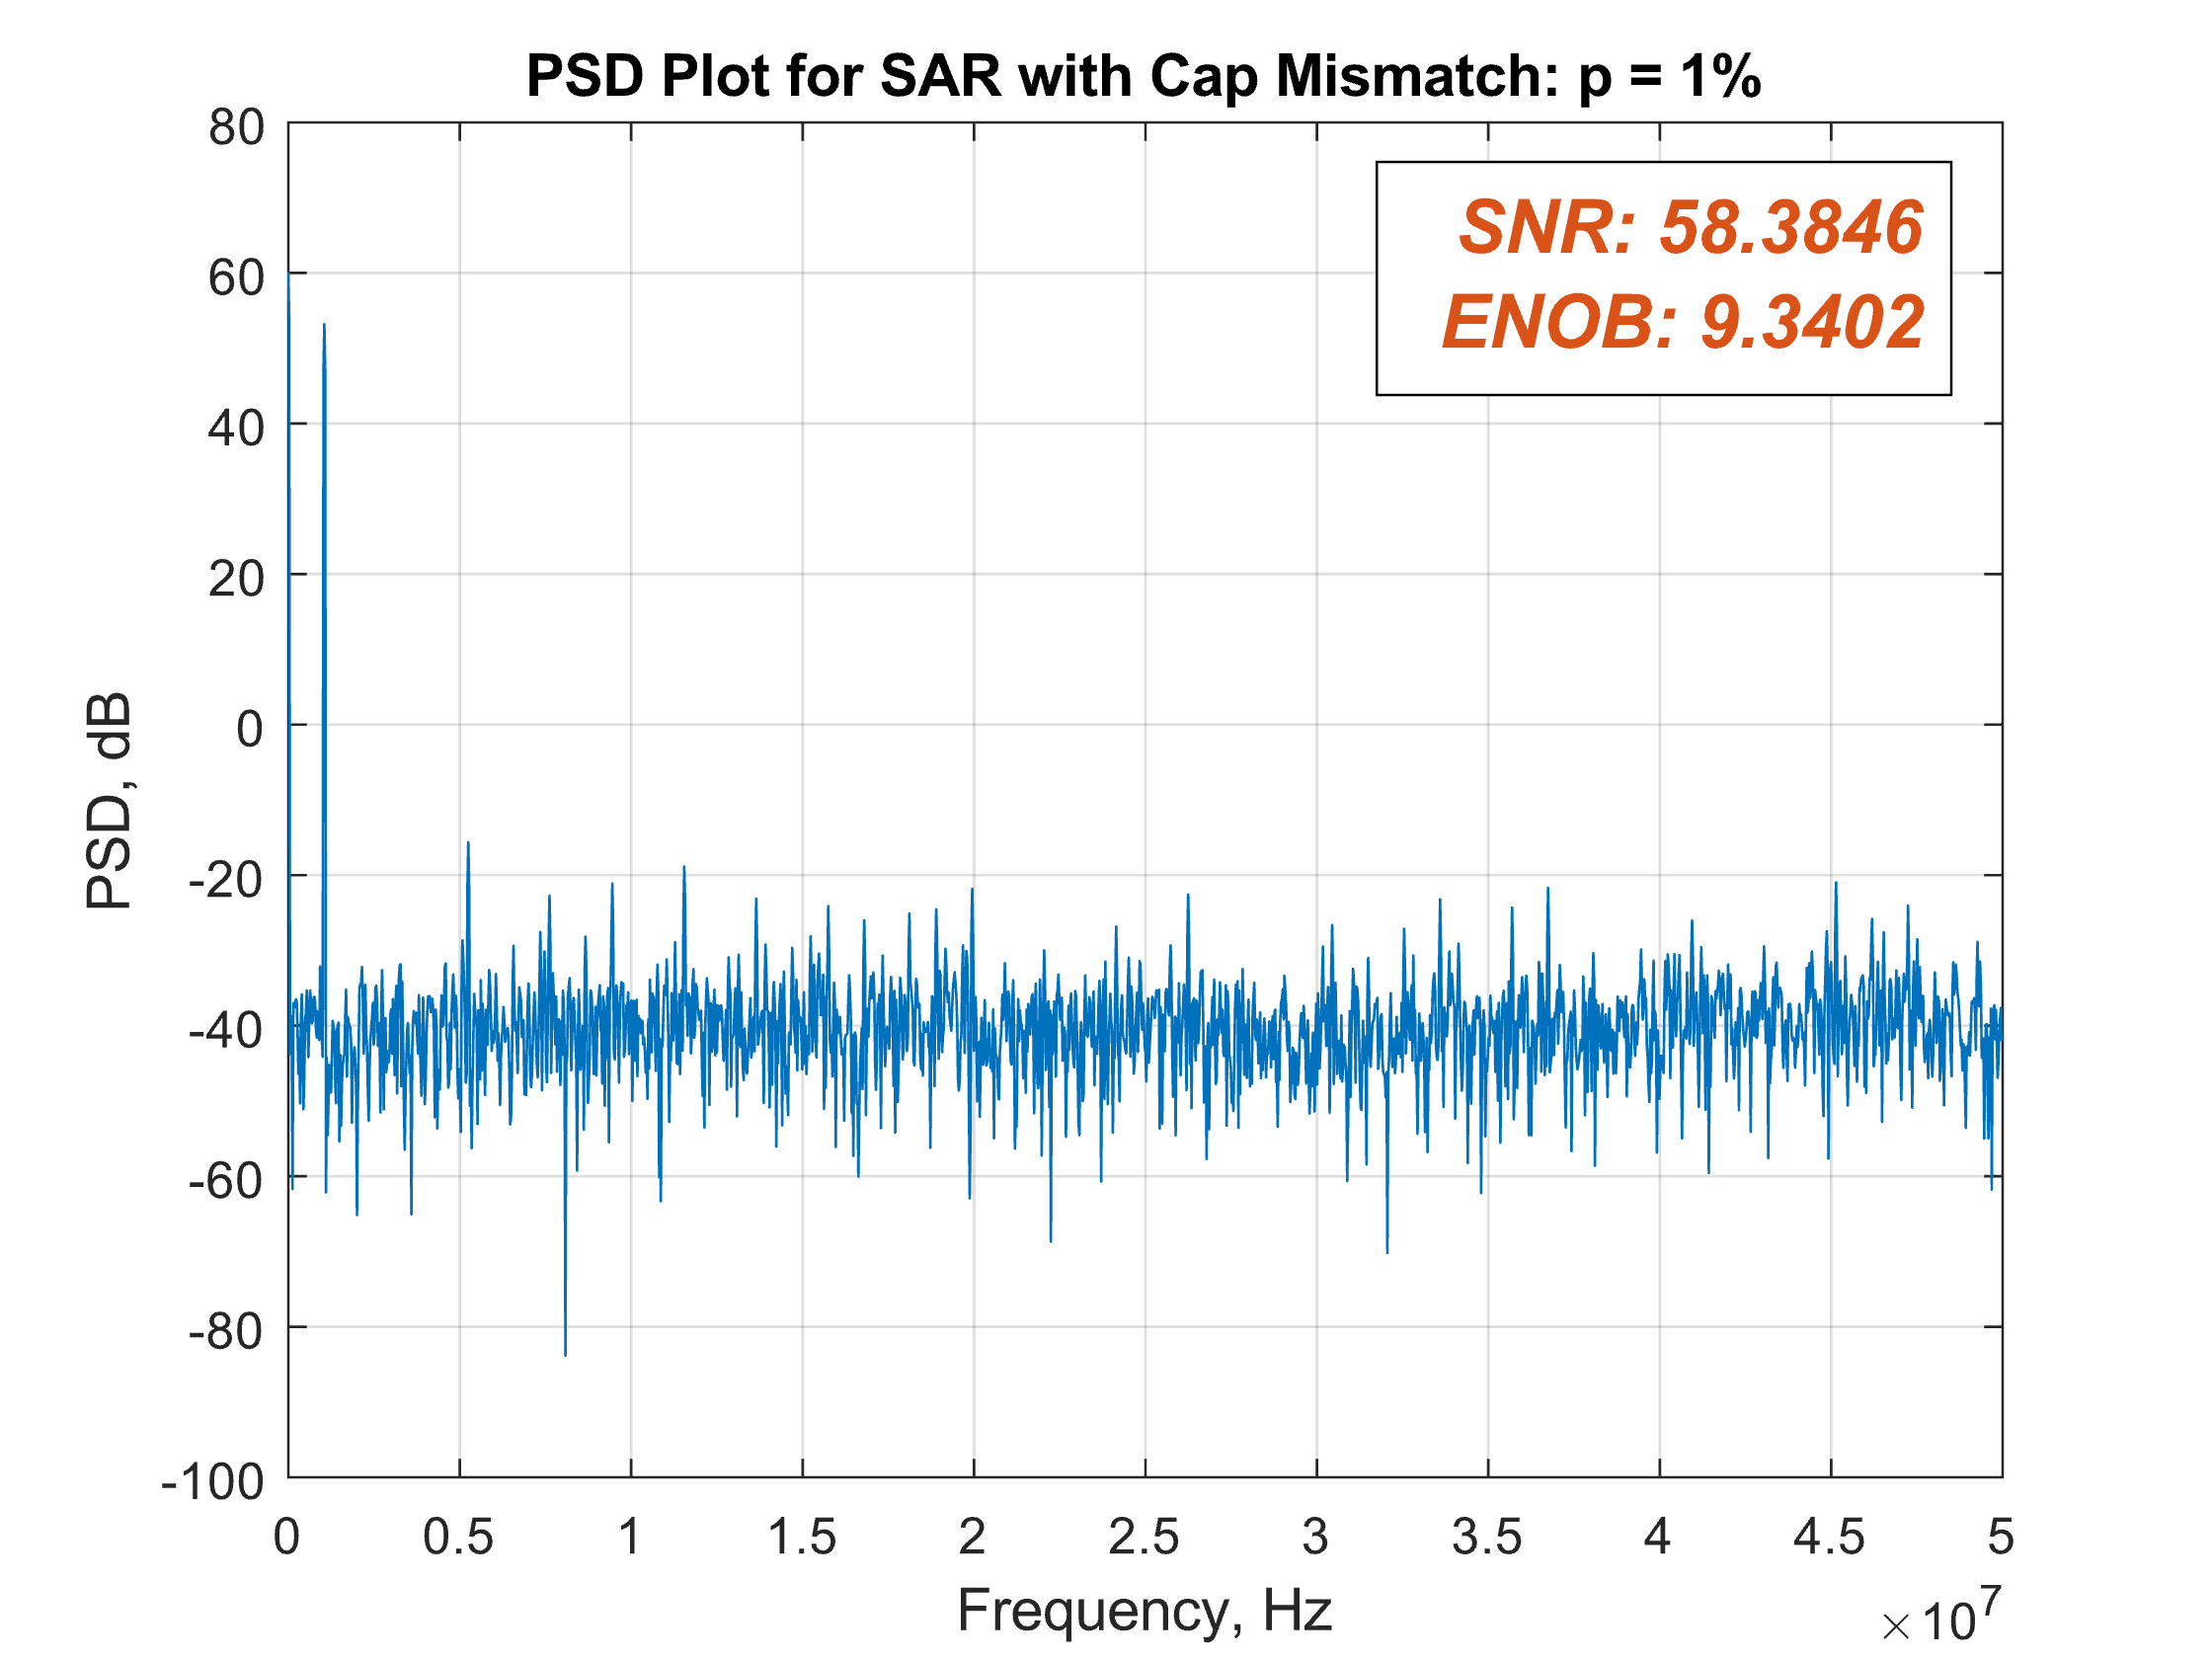 PSD Plot for SAR with Cap Mismatch: p = 1%
SNR: 58.3846
ENOB: 9.3402
80
60
40
20
0
-20
-40
-60
-80
-100
PSD, dB
0 0.5 1 1.5 2 2.5 3 3.5 4 4.5 5
Frequency, Hz
×10⁷